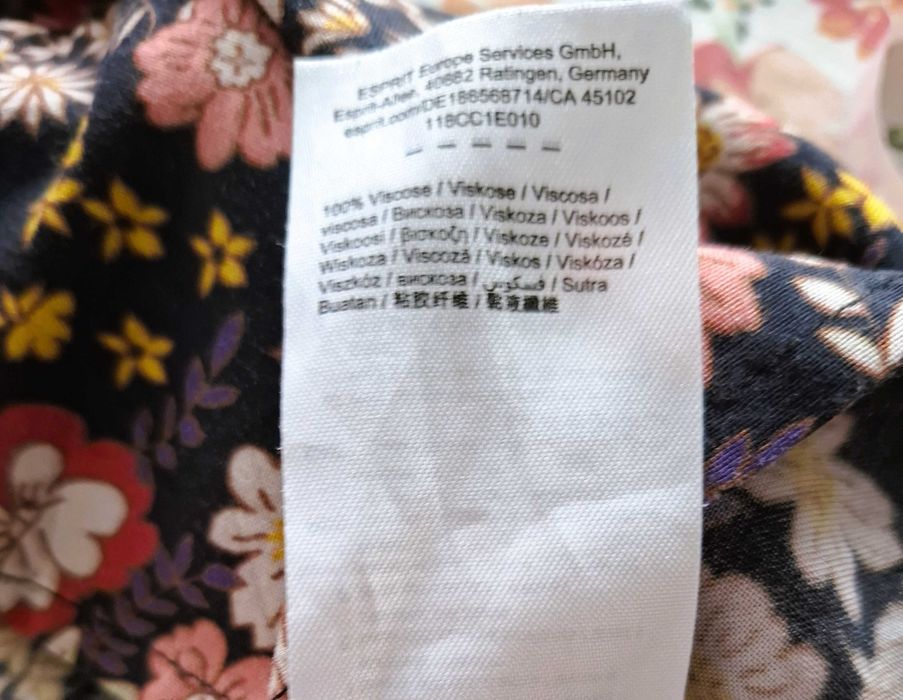 ESPRIT Europe Services GmbH,
Esprit-Allee, 40882 Ratingen, Germany
esprit.com/DE186568714/CA 45102
118CC1E010
100% Viscose / Viskose / Viscosa /
viscosa / Вискоза / Viskoza / Viskoos /
Viskoosi / βισκοζη / Viskoze / Viskozė /
Wiskoza / Viscoză / Viskos / Viskóza /
Viszkóz / вискоза / فسكوس / Sutra
Buatan / 粘胶纤维 / 黏液纖維